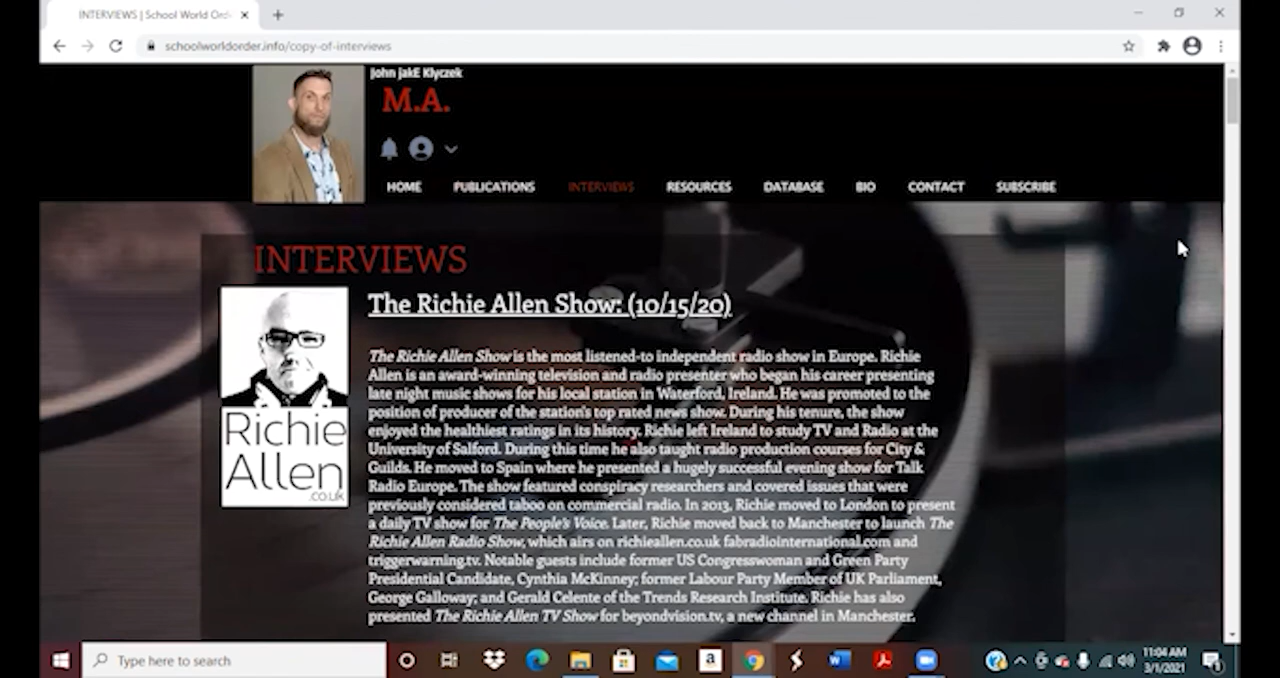 INTERVIEWS | School World Ord
schoolworldorder.info/copy-of-interviews
John JakE Klyczek
M.A.
HOME PUBLICATIONS INTERVIEWS RESOURCES DATABASE BIO CONTACT SUBSCRIBE
INTERVIEWS
The Richie Allen Show: (10/15/20)
Richie
Allen
.co.uk
The Richie Allen Show is the most listened-to independent radio show in Europe. Richie
Allen is an award-winning television and radio presenter who began his career presenting
late night music shows for his local station in Waterford, Ireland. He was promoted to the
position of producer of the station's top rated news show. During his tenure, the show
enjoyed the healthiest ratings in its history. Richie left Ireland to study TV and Radio at the
University of Salford. During this time he also taught radio production courses for City &
Guilds. He moved to Spain where he presented a hugely successful evening show for Talk
Radio Europe. The show featured conspiracy researchers and covered issues that were
previously considered taboo on commercial radio. In 2013, Richie moved to London to present
a daily TV show for The People's Voice. Later, Richie moved back to Manchester to launch The
Richie Allen Radio Show, which airs on richieallen.co.uk fabradiointernational.com and
triggerwarning.tv. Notable guests include former US Congresswoman and Green Party
Presidential Candidate, Cynthia McKinney; former Labour Party Member of UK Parliament,
George Galloway; and Gerald Celente of the Trends Research Institute. Richie has also
presented The Richie Allen TV Show for beyondvision.tv, a new channel in Manchester.
Type here to search
11:04 AM
3/1/2021